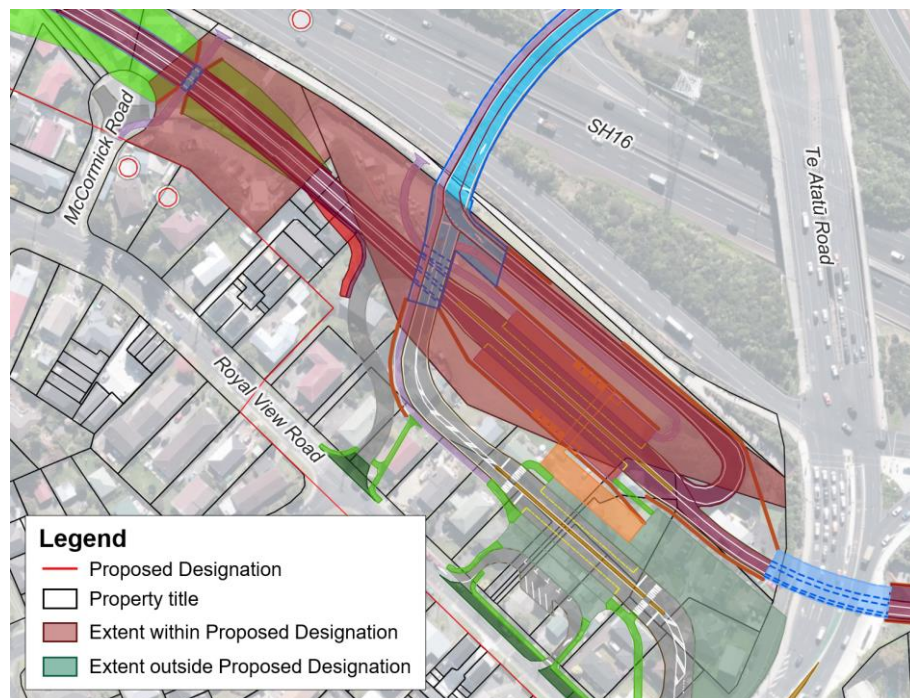 McCormick Road
SH16
Te Atatū Road
Royal View Road
Legend
Proposed Designation
Property title
Extent within Proposed Designation
Extent outside Proposed Designation